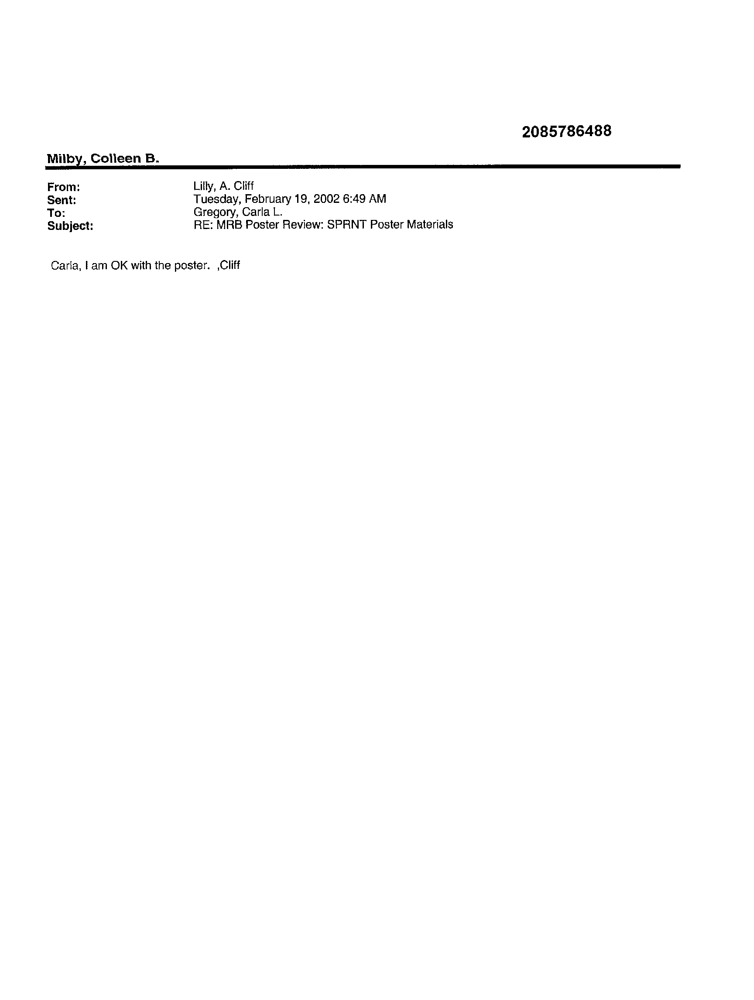 2085786488
Milby, Colleen B.
From: Lilly, A. Cliff
Sent: Tuesday, February 19, 2002 6:49 AM
To: Gregory, Carla L.
Subject: RE: MRB Poster Review: SPRNT Poster Materials
Carla, I am OK with the poster.  ,Cliff